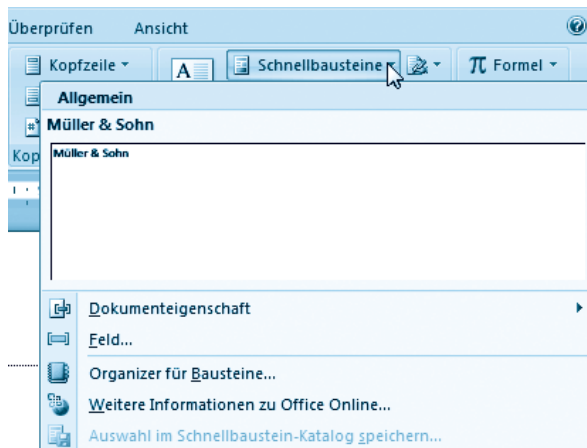 Überprüfen Ansicht
Kopfzeile Schnellbausteine π Formel
A
#
Allgemein
Müller & Sohn
Kop
Müller & Sohn
Dokumenteigenschaft
Feld...
Organizer für Bausteine...
Weitere Informationen zu Office Online...
Auswahl im Schnellbaustein-Katalog speichern...